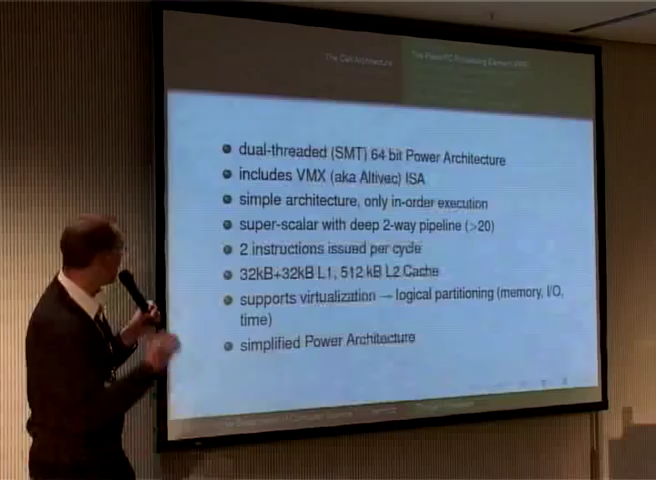 The Cell Architecture
The PowerPC Processing Element (PPE)
dual-threaded (SMT) 64 bit Power Architecture
includes VMX (aka Altivec) ISA
simple architecture, only in-order execution
super-scalar with deep 2-way pipeline (>20)
2 instructions issued per cycle
32kB+32kB L1, 512 kB L2 Cache
supports virtualization → logical partitioning (memory, I/O,
time)
simplified Power Architecture